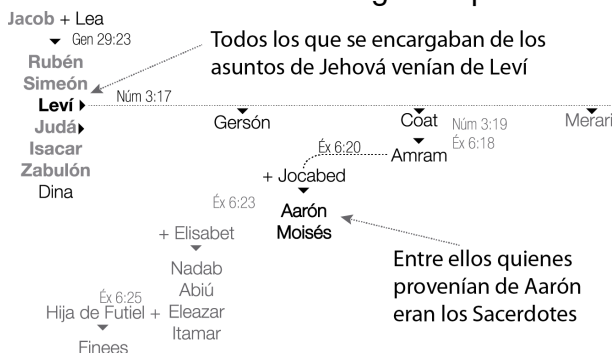 Jacob + Lea
Gen 29:23
Todos los que se encargaban de los
asuntos de Jehová venían de Leví
Rubén
Simeón
Leví
Núm 3:17
Judá
Isacar
Zabulón
Dina
Gersón
Coat
Núm 3:19
Éx 6:18
Merari
Éx 6:20
Amram
+ Jocabed
Éx 6:23
Aarón
Moisés
+ Elisabet
Nadab
Abiú
Éx 6:25
Hija de Futiel + Eleazar
Itamar
Finees
Entre ellos quienes
provenían de Aarón
eran los Sacerdotes